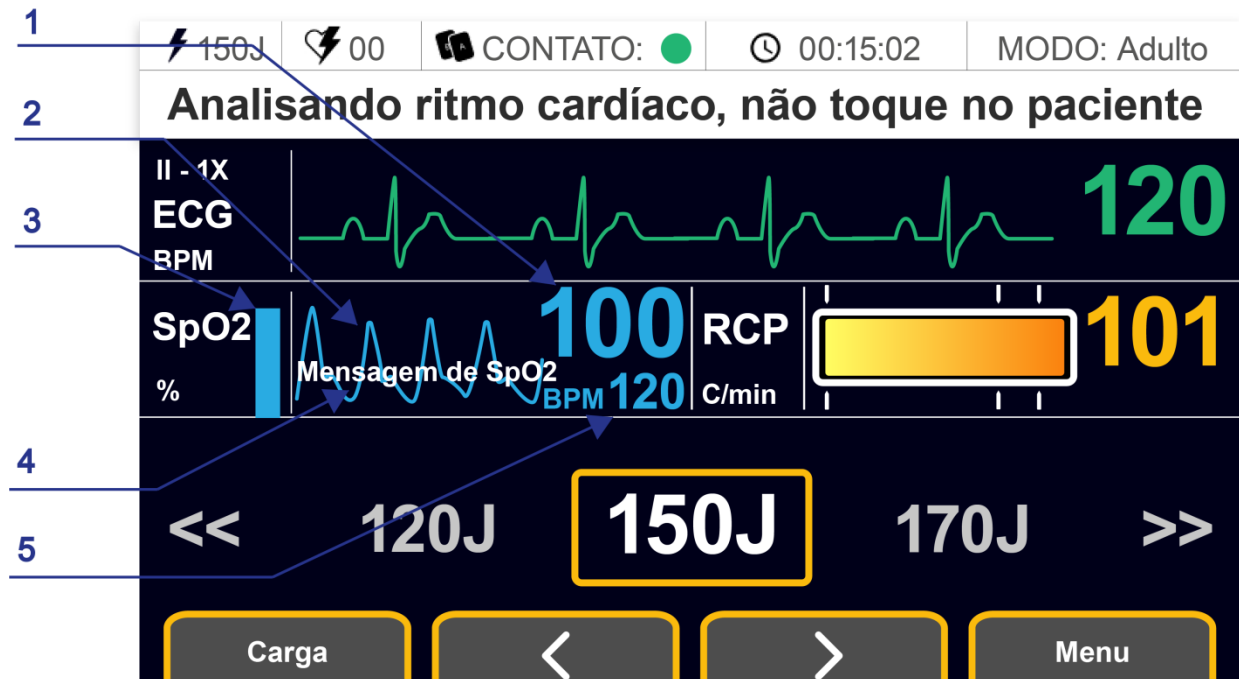 1
150J 00 CONTATO: 00:15:02 MODO: Adulto
2
Analisando ritmo cardíaco, não toque no paciente
II - 1X
ECG
BPM
120
3
SpO2
%
100
Mensagem de SpO2
BPM 120
RCP
C/min
101
4
<< 120J 150J 170J >>
5
Carga < > Menu